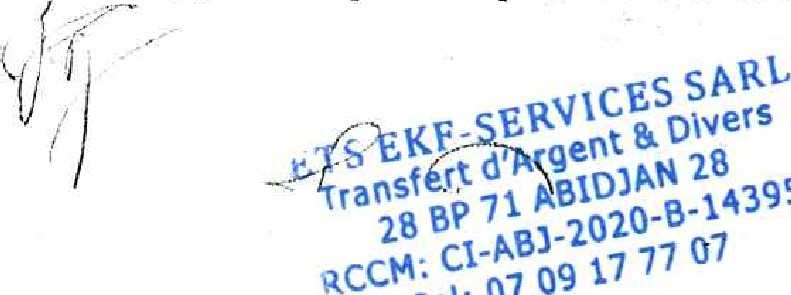 ETS EKF-SERVICES SARL
Transfert d'Argent & Divers
28 BP 71 ABIDJAN 28
RCCM: CI-ABJ-2020-B-14395
07 09 17 77 07